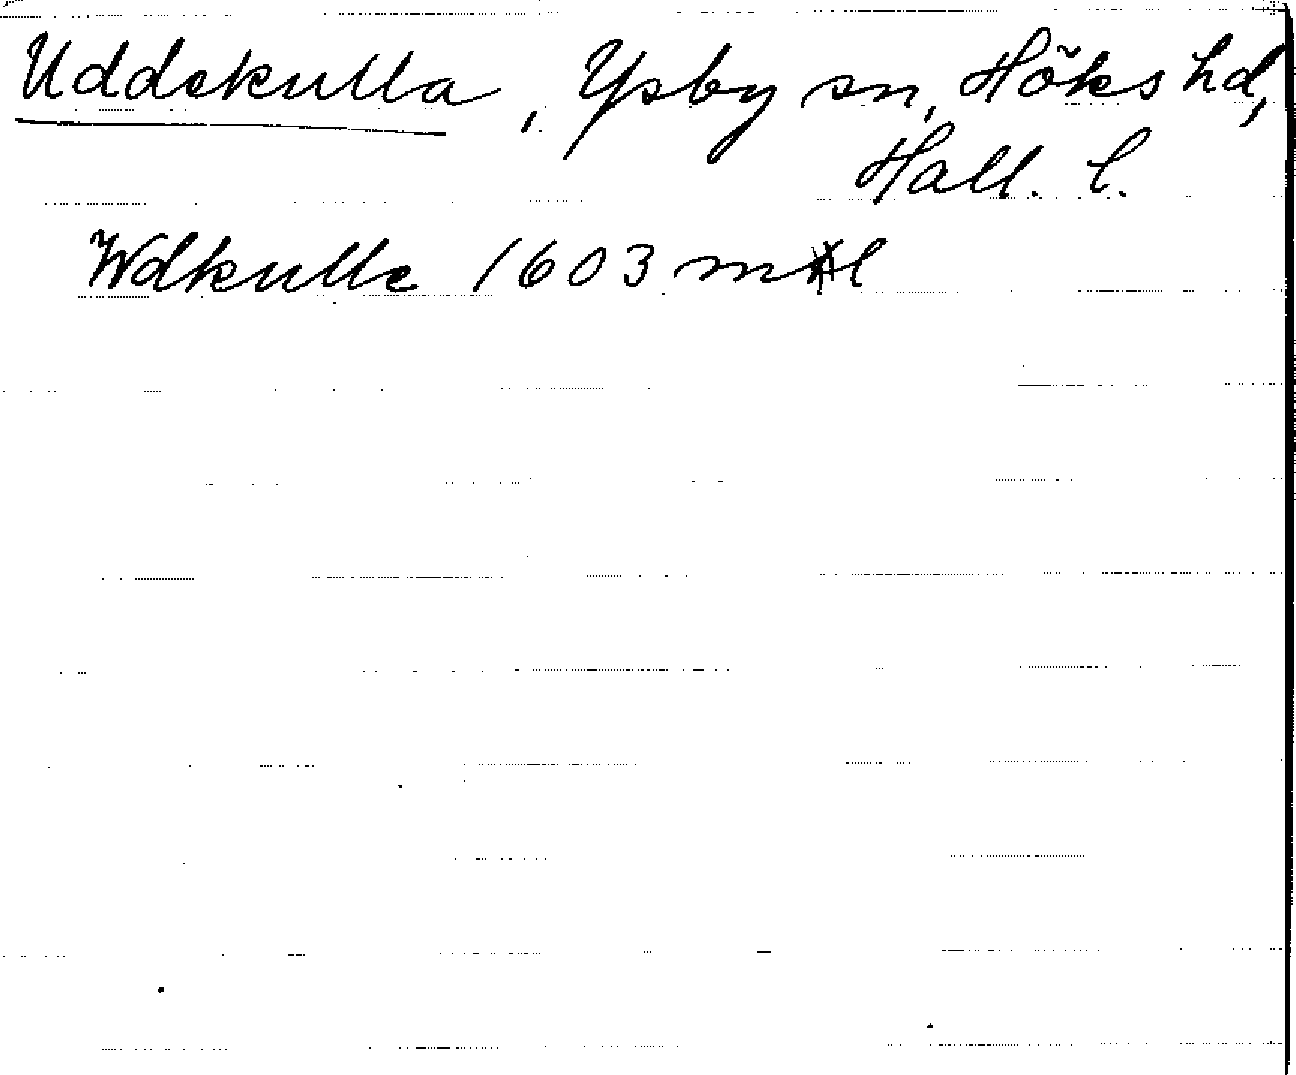 Uddekulla, Ysby sn, Höks hd,
Hall. l.
Wdkulle 1603 mtl